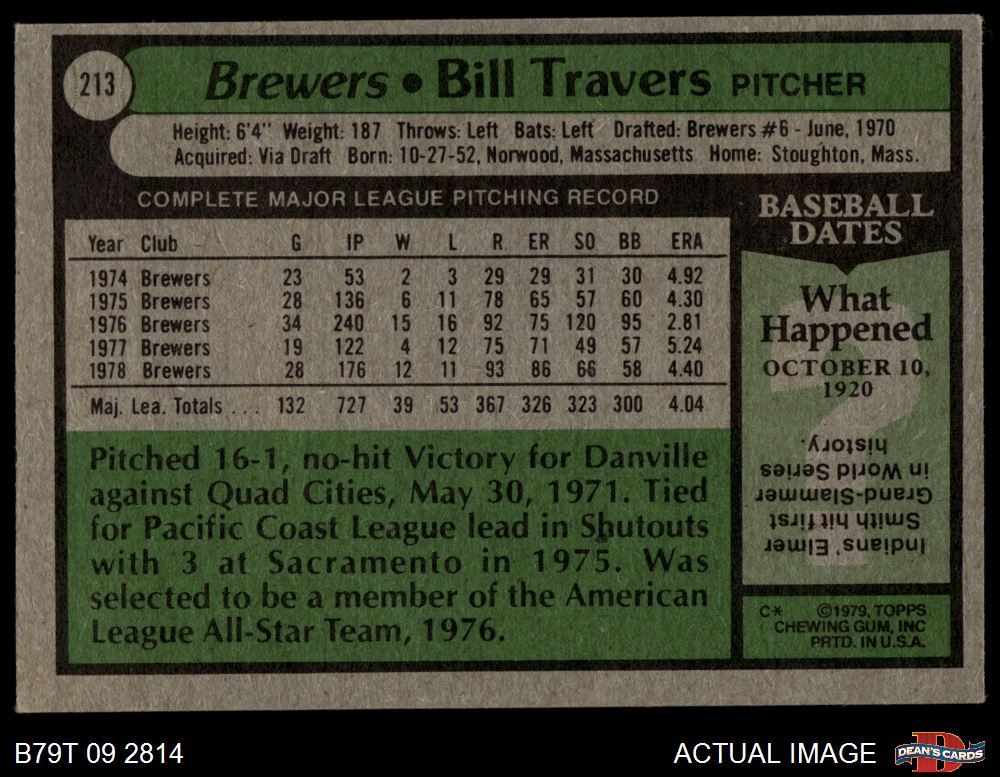 213
Brewers • Bill Travers PITCHER
Height: 6'4" Weight: 187 Throws: Left Bats: Left Drafted: Brewers #6 - June, 1970
Acquired: Via Draft Born: 10-27-52, Norwood, Massachusetts Home: Stoughton, Mass.
COMPLETE MAJOR LEAGUE PITCHING RECORD
Year Club G IP W L R ER SO BB ERA
1974 Brewers 23 53 2 3 29 29 31 30 4.92
1975 Brewers 28 136 6 11 78 65 57 60 4.30
1976 Brewers 34 240 15 16 92 75 120 95 2.81
1977 Brewers 19 122 4 12 75 71 49 57 5.24
1978 Brewers 28 176 12 11 93 86 66 58 4.40
Maj. Lea. Totals . . . 132 727 39 53 367 326 323 300 4.04
Pitched 16-1, no-hit Victory for Danville
against Quad Cities, May 30, 1971. Tied
for Pacific Coast League lead in Shutouts
with 3 at Sacramento in 1975. Was
selected to be a member of the American
League All-Star Team, 1976.
BASEBALL
DATES
What
Happened
OCTOBER 10,
1920
?
Indians' Elmer
Smith hit first
Grand-Slammer
in World Series
history.
C* ©1979, TOPPS
CHEWING GUM, INC
PRTD. IN U.S.A.
B79T 09 2814
ACTUAL IMAGE
D
DEAN'S CARDS